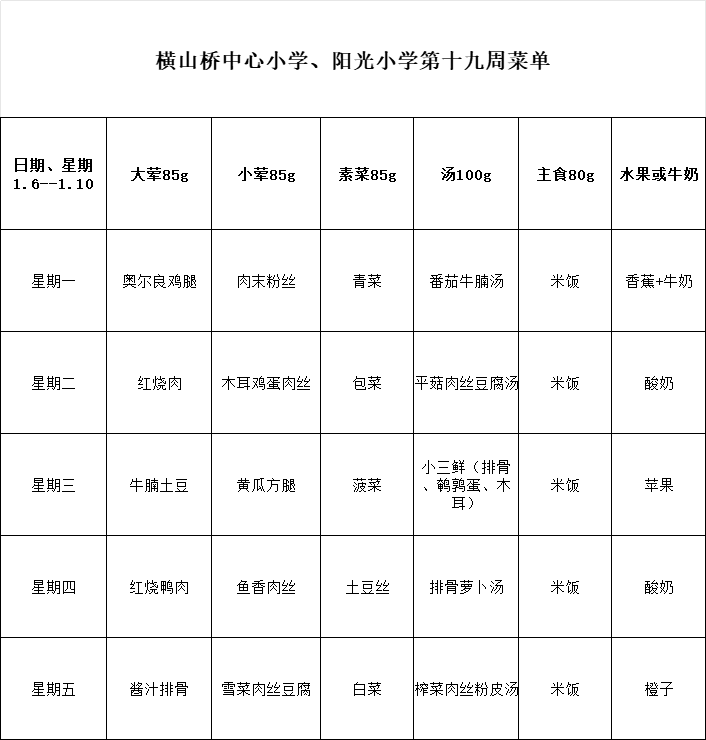 横山桥中心小学、阳光小学第十九周菜单
日期、星期
1.6--1.10
大荤85g
小荤85g
素菜85g
汤100g
主食80g
水果或牛奶
星期一
奥尔良鸡腿
肉末粉丝
青菜
番茄牛腩汤
米饭
香蕉+牛奶
星期二
红烧肉
木耳鸡蛋肉丝
包菜
平菇肉丝豆腐汤
米饭
酸奶
星期三
牛腩土豆
黄瓜方腿
菠菜
小三鲜（排骨
、鹌鹑蛋、木
耳）
米饭
苹果
星期四
红烧鸭肉
鱼香肉丝
土豆丝
排骨萝卜汤
米饭
酸奶
星期五
酱汁排骨
雪菜肉丝豆腐
白菜
榨菜肉丝粉皮汤
米饭
橙子